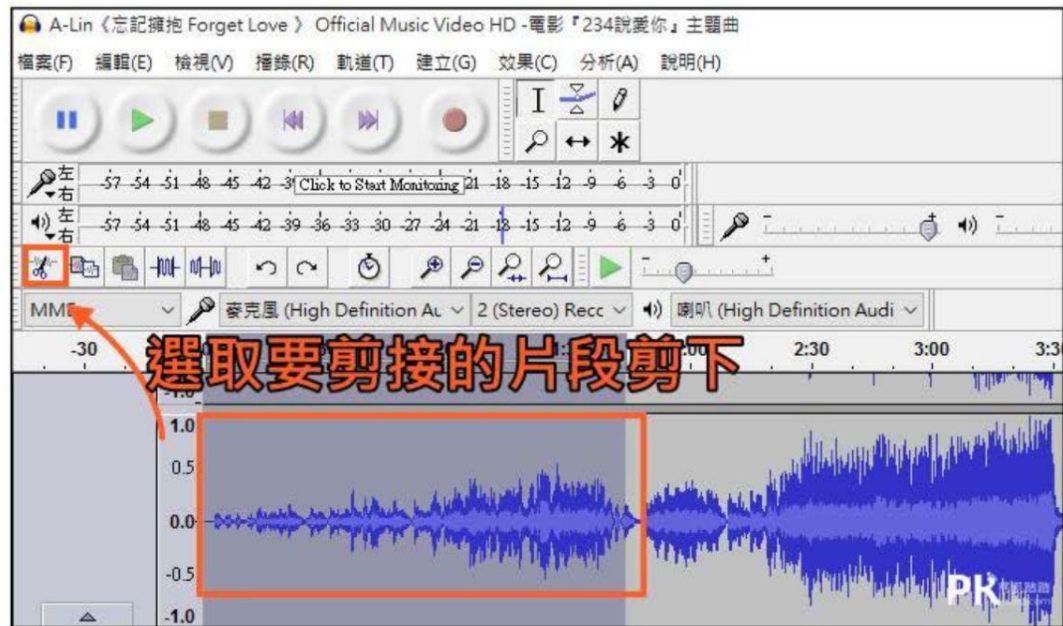 A-Lin《忘記擁抱 Forget Love 》 Official Music Video HD -電影『234說愛你』主題曲
檔案(F) 編輯(E) 檢視(V) 播錄(R) 軌道(T) 建立(G) 效果(C) 分析(A) 說明(H)
左 右 -57 -54 -51 -48 -45 -42 Click to Start Monitoring 21 -18 -15 -12 -9 -6 -3 0
左 右 -57 -54 -51 -48 -45 -42 -39 -36 -33 -30 -27 -24 -21 -18 -15 -12 -9 -6 -3 0
麥克風 (High Definition Au 2 (Stereo) Recc 喇叭 (High Definition Audi
-30 2:30 3:00
選取要剪接的片段剪下
-1.0
1.0
0.5
0.0
-0.5
-1.0
PK